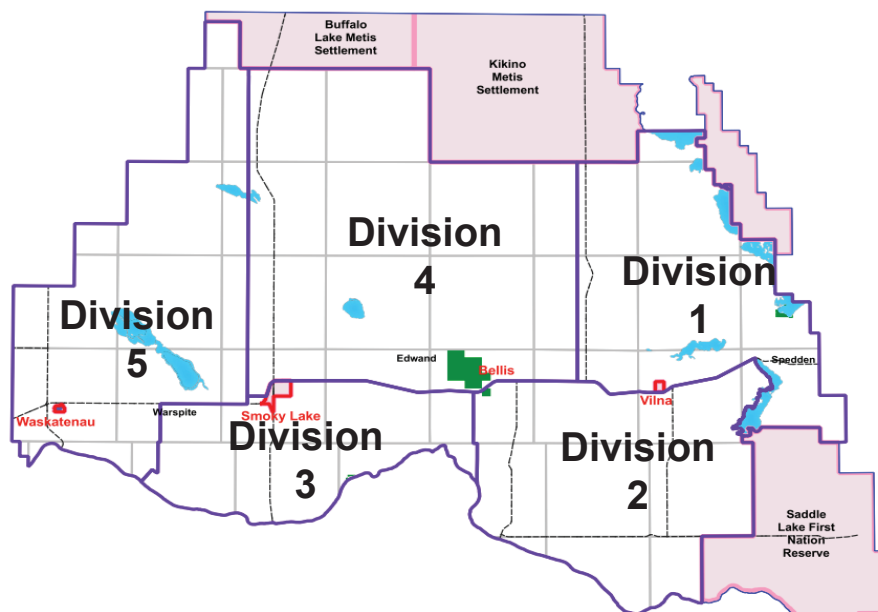 Buffalo
Lake Metis
Settlement
Kikino
Metis
Settlement
Division
4
Division
1
Division
5
Edwand
Bellis
Spedden
Vilna
Warspite
Smoky Lake
Waskatenau
Division
3
Division
2
Saddle
Lake First
Nation
Reserve